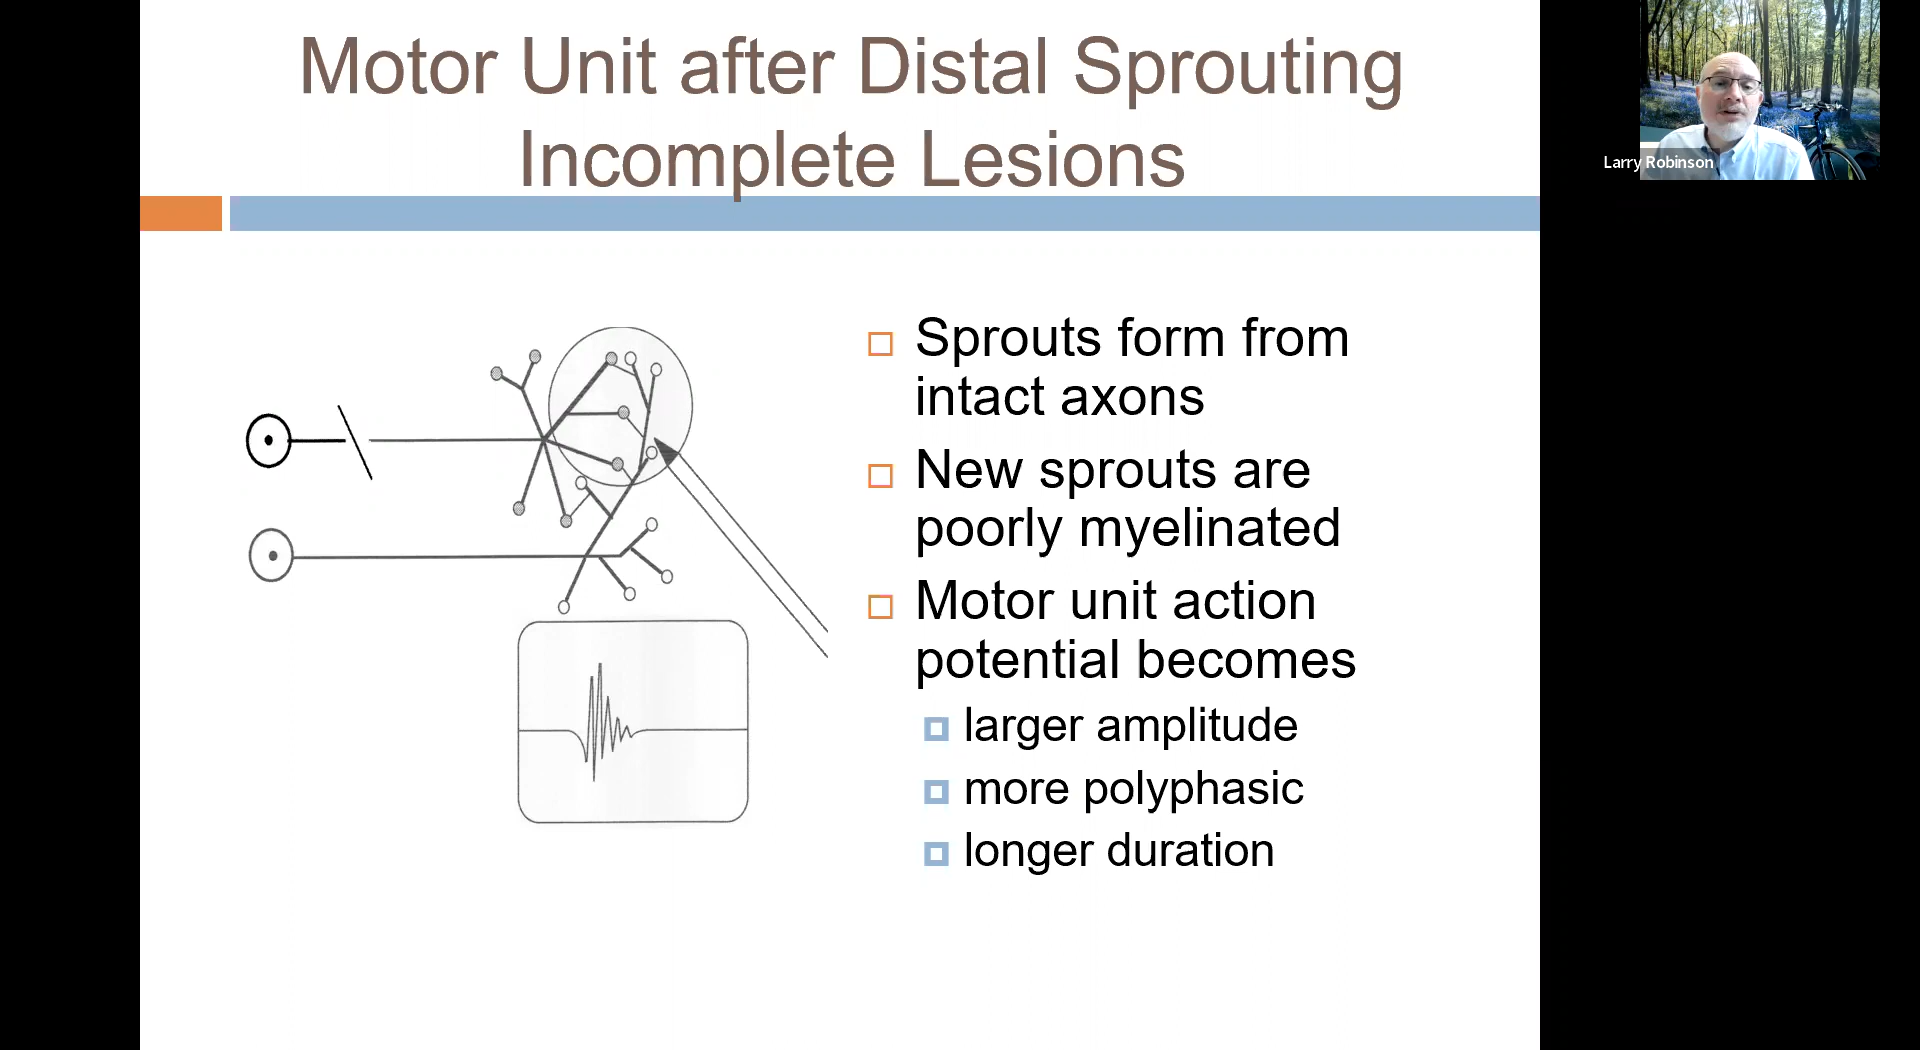 Motor Unit after Distal Sprouting
Incomplete Lesions
Larry Robinson
Sprouts form from
intact axons
New sprouts are
poorly myelinated
Motor unit action
potential becomes
larger amplitude
more polyphasic
longer duration